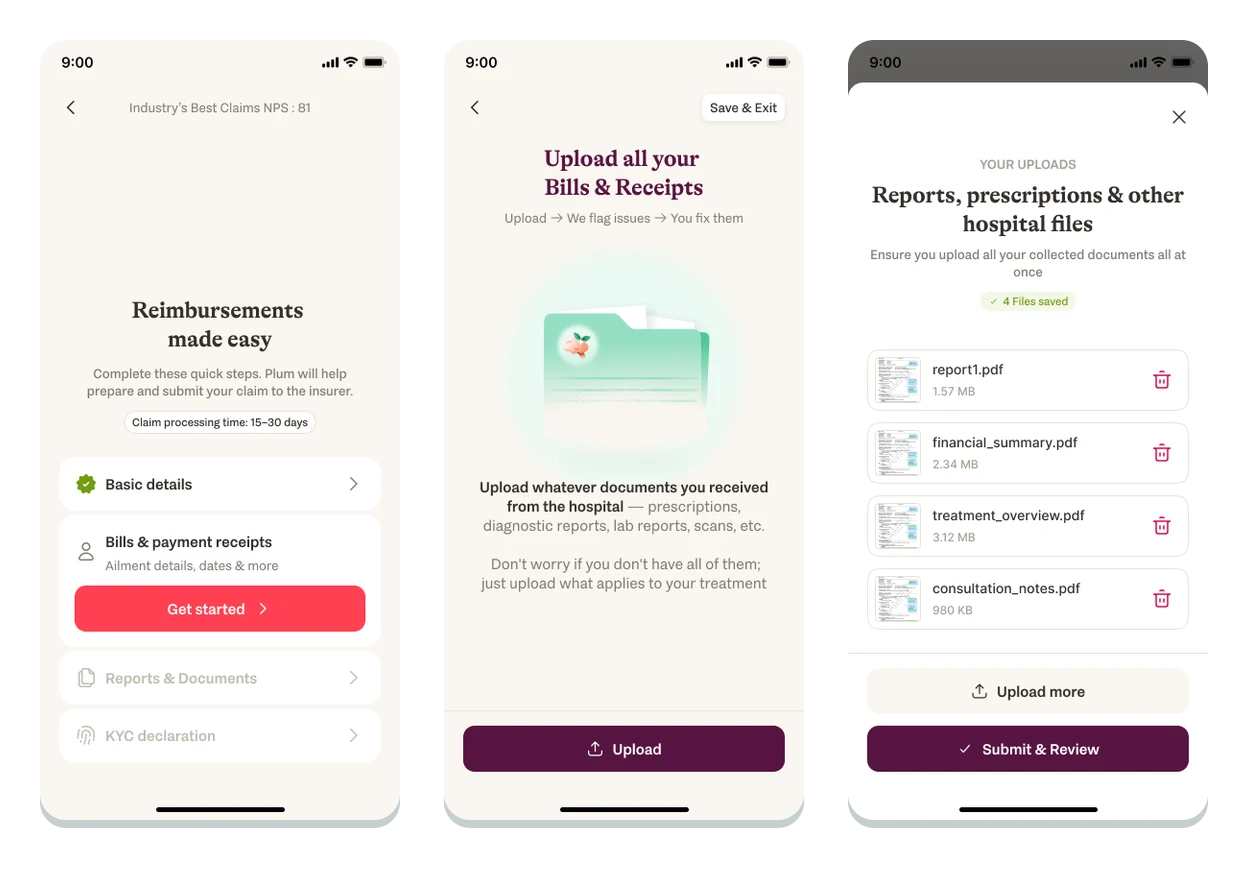 9:00
Industry's Best Claims NPS : 81
Reimbursements
made easy
Complete these quick steps. Plum will help
prepare and submit your claim to the insurer.
Claim processing time: 15–30 days
Basic details
Bills & payment receipts
Ailment details, dates & more
Get started
Reports & Documents
KYC declaration
9:00
Save & Exit
Upload all your
Bills & Receipts
Upload → We flag issues → You fix them
Upload whatever documents you received
from the hospital — prescriptions,
diagnostic reports, lab reports, scans, etc.
Don't worry if you don't have all of them;
just upload what applies to your treatment
Upload
9:00
YOUR UPLOADS
Reports, prescriptions & other
hospital files
Ensure you upload all your collected documents all at
once
4 Files saved
report1.pdf
1.57 MB
financial_summary.pdf
2.34 MB
treatment_overview.pdf
3.12 MB
consultation_notes.pdf
980 KB
Upload more
Submit & Review